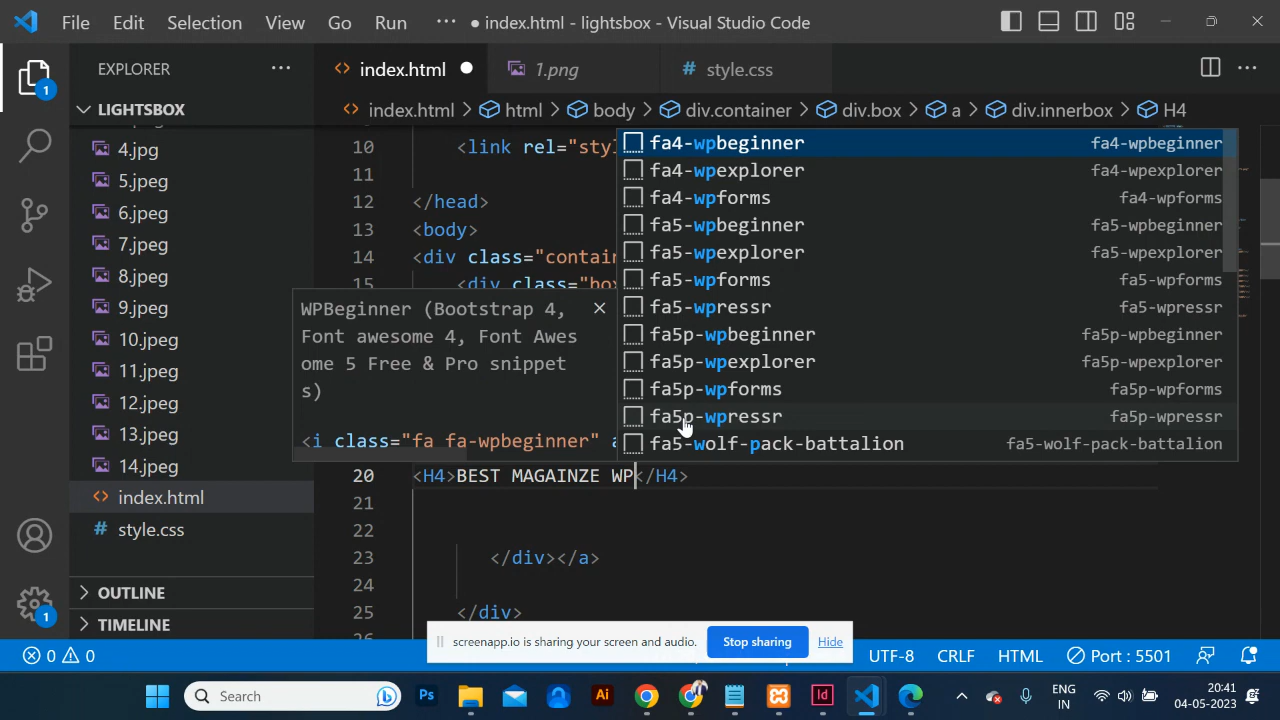 File Edit Selection View Go Run ··· ● index.html - lightsbox - Visual Studio Code
EXPLORER ···
index.html ● 1.png # style.css ···
LIGHTSBOX
index.html > html > body > div.container > div.box > a > div.innerbox > H4
4.jpg
5.jpeg
6.jpeg
7.jpeg
8.jpeg
9.jpeg
10.jpeg
11.jpeg
12.jpeg
13.jpeg
14.jpeg
index.html
# style.css
OUTLINE
TIMELINE
1
1
10 <link rel="sty
11
12 </head>
13 <body>
14 <div class="contain
15 <div class="box
fa4-wpbeginner fa4-wpbeginner
fa4-wpexplorer fa4-wpexplorer
fa4-wpforms fa4-wpforms
fa5-wpbeginner fa5-wpbeginner
fa5-wpexplorer fa5-wpexplorer
fa5-wpforms fa5-wpforms
fa5-wpressr fa5-wpressr
fa5p-wpbeginner fa5p-wpbeginner
fa5p-wpexplorer fa5p-wpexplorer
fa5p-wpforms fa5p-wpforms
fa5p-wpressr fa5p-wpressr
fa5-wolf-pack-battalion fa5-wolf-pack-battalion
WPBeginner (Bootstrap 4,
Font awesome 4, Font Awes
ome 5 Free & Pro snippet
s)
<i class="fa fa-wpbeginner" a
20 <H4>BEST MAGAINZE WP</H4>
21
22
23 </div></a>
24
25 </div>
screenapp.io is sharing your screen and audio. Stop sharing Hide
0 0 UTF-8 CRLF HTML Port : 5501
Search Ps Ai Id ENG
IN 20:41
04-05-2023